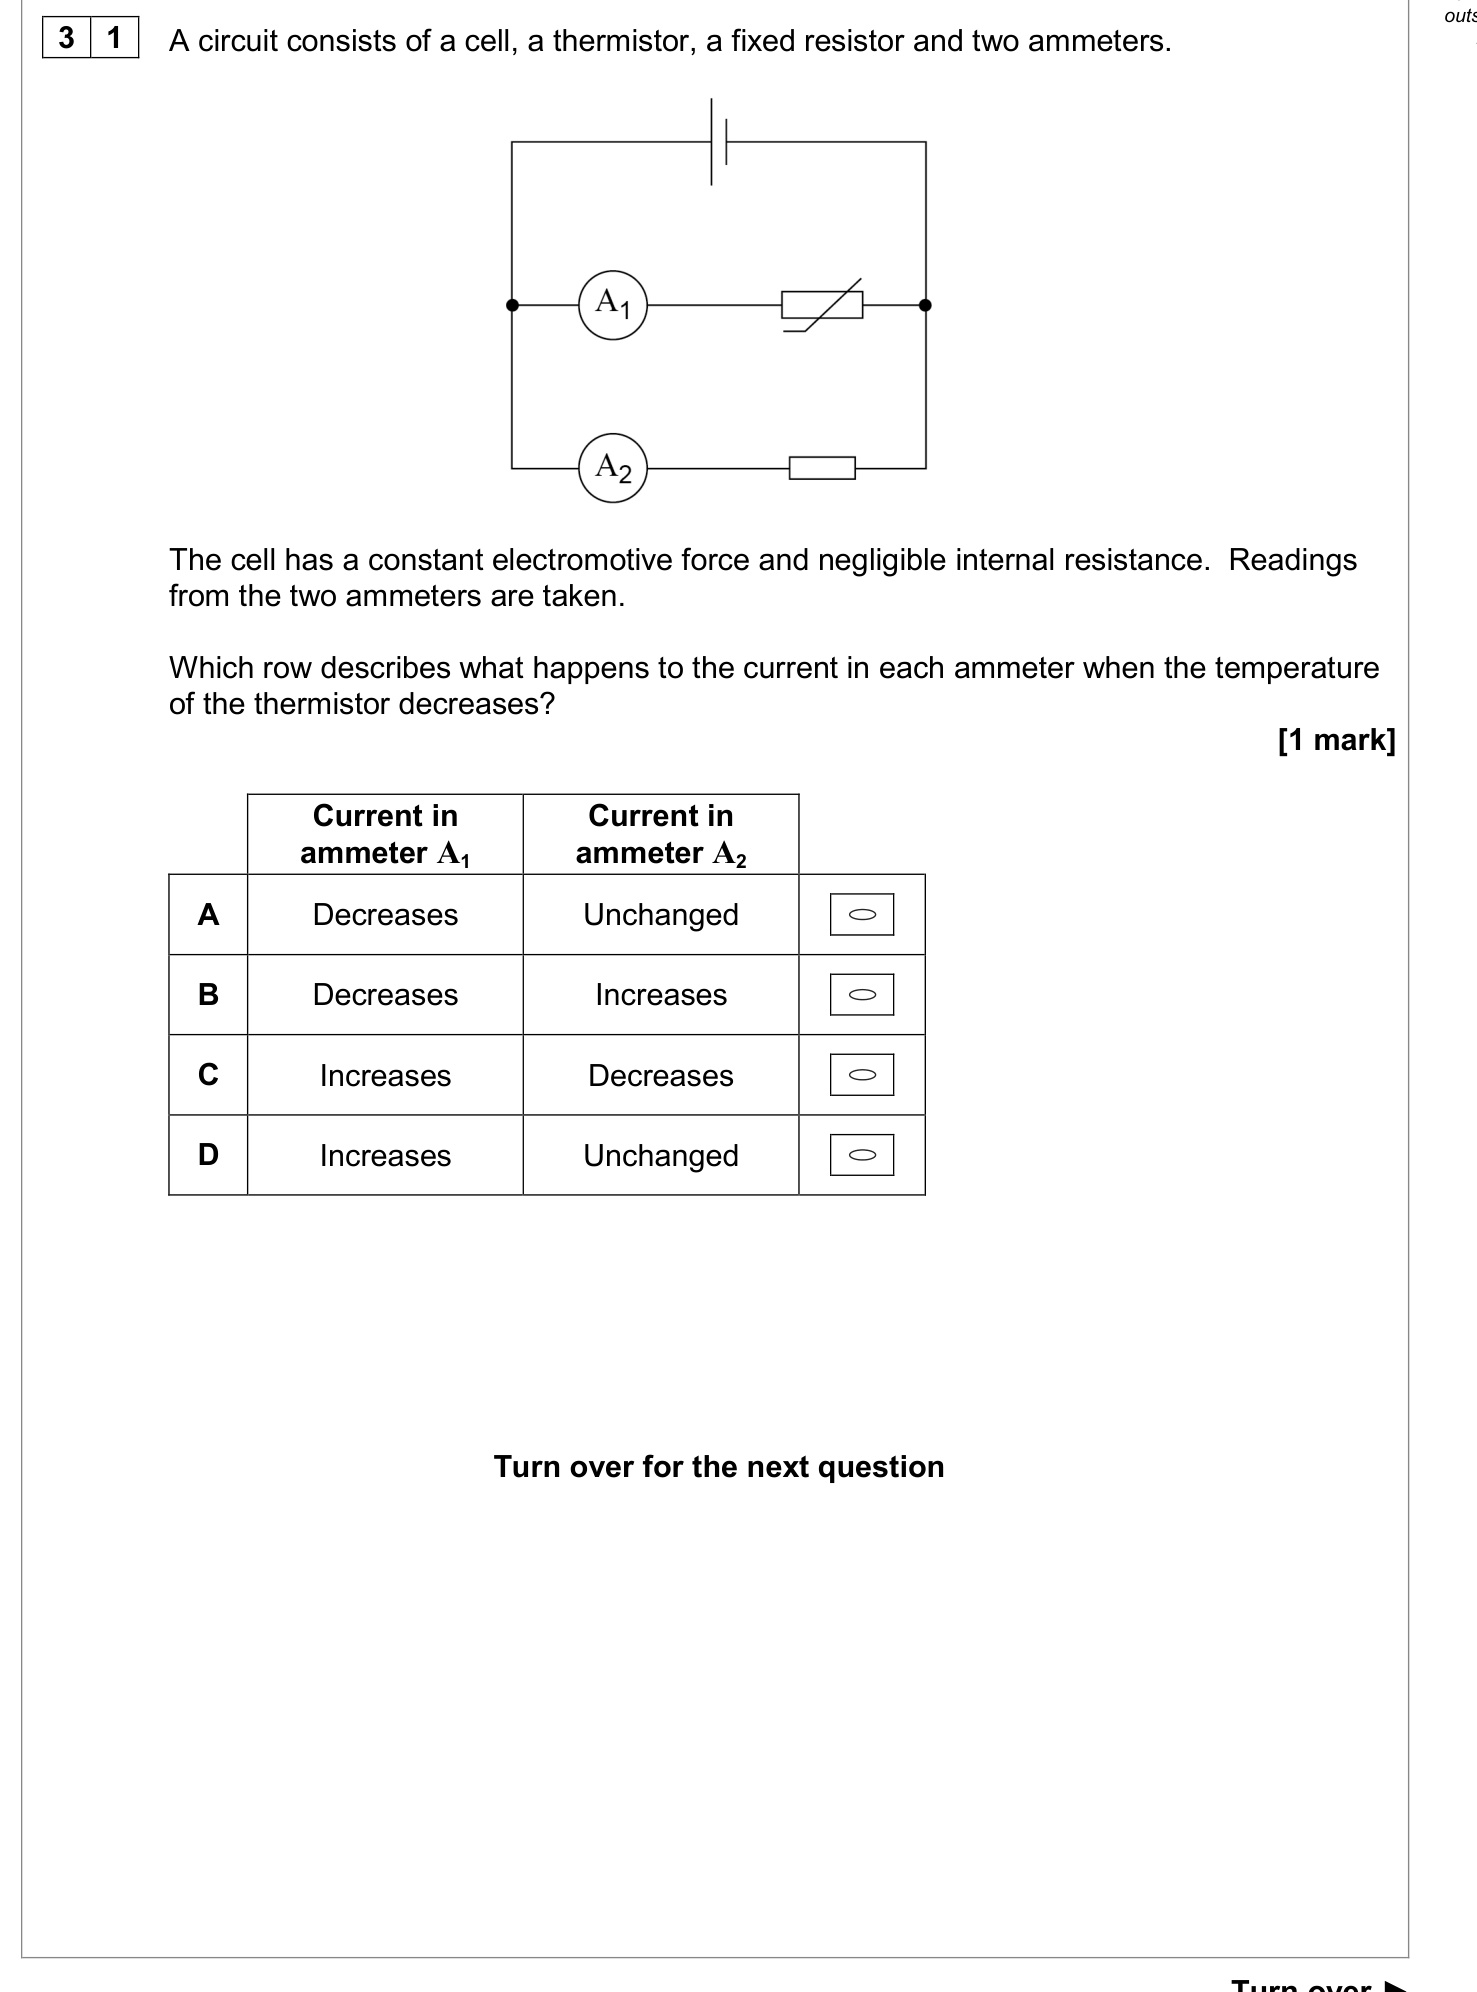 outs
3 1 A circuit consists of a cell, a thermistor, a fixed resistor and two ammeters.
A₁
A₂
The cell has a constant electromotive force and negligible internal resistance. Readings
from the two ammeters are taken.
Which row describes what happens to the current in each ammeter when the temperature
of the thermistor decreases?
[1 mark]
Current in ammeter A₁ Current in ammeter A₂
A Decreases Unchanged
B Decreases Increases
C Increases Decreases
D Increases Unchanged
Turn over for the next question
Turn over ►